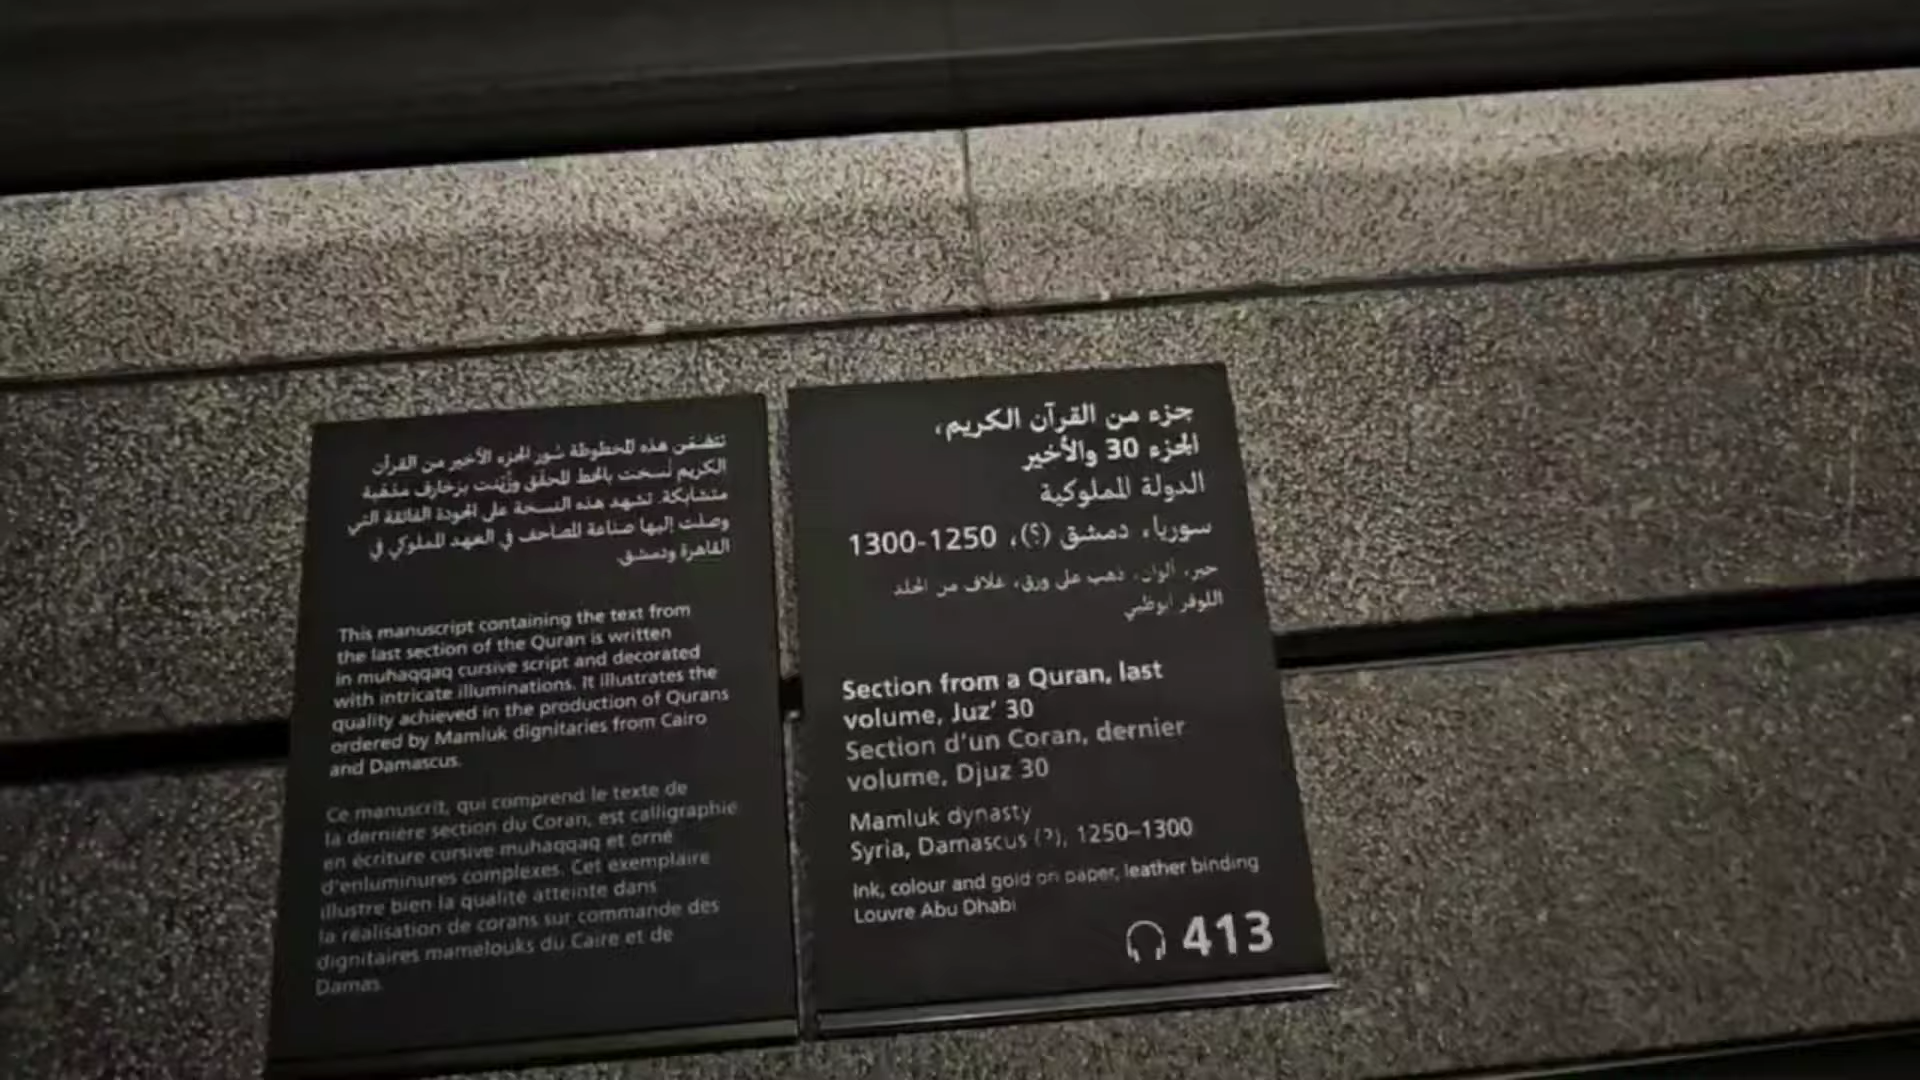 تتضمّن هذه المخطوطة سُور الجزء الأخير من القرآن
الكريم نُسخت بالخط المحقق وزُيّنت بزخارف مذهّبة
متشابكة. تشهد هذه النسخة على الجودة الفائقة التي
وصلت إليها صناعة المصاحف في العهد المملوكي في
القاهرة ودمشق.
This manuscript containing the text from
the last section of the Quran is written
in muhaqqaq cursive script and decorated
with intricate illuminations. It illustrates the
quality achieved in the production of Qurans
ordered by Mamluk dignitaries from Cairo
and Damascus.
Ce manuscrit, qui comprend le texte de
la dernière section du Coran, est calligraphié
en écriture cursive muhaqqaq et orné
d'enluminures complexes. Cet exemplaire
illustre bien la qualité atteinte dans
la réalisation de corans sur commande des
dignitaires mamelouks du Caire et de
Damas.
جزء من القرآن الكريم،
الجزء 30 والأخير
الدولة المملوكية
سوريا، دمشق (؟)، 1250-1300
حبر، ألوان، ذهب على ورق، غلاف من الجلد
اللوفر أبوظبي
Section from a Quran, last
volume, Juz’ 30
Section d’un Coran, dernier
volume, Djuz 30
Mamluk dynasty
Syria, Damascus (?), 1250–1300
Ink, colour and gold on paper, leather binding
Louvre Abu Dhabi
413